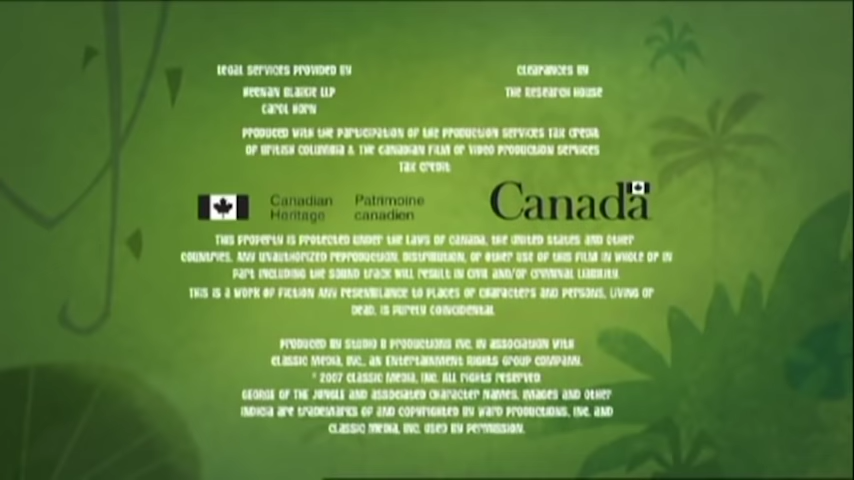 Legal Services Provided By
Clearances By
Heenan Blaikie LLP
The Research House
Carol Horn
Produced with the Participation of the Production Services Tax Credit
of British Columbia & the Canadian Film or Video Production Services
Tax Credit
Canadian Heritage
Patrimoine canadien
Canada
This property is protected under the laws of Canada, the United States and other
countries. Any unauthorized reproduction, distribution, or other use of this film in whole or in
part including the sound track will result in civil and/or criminal liability.
This is a work of fiction any resemblance to places or characters and persons, living or
dead, is purely coincidental
Produced by Studio B Productions Inc. in association with
Classic Media, Inc., an Entertainment Rights Group Company.
© 2007 Classic Media, Inc. All rights reserved
George of the Jungle and associated character names, images and other
indicia are trademarks of and copyrighted by Ward Productions, Inc. and
Classic Media, Inc. Used by permission.